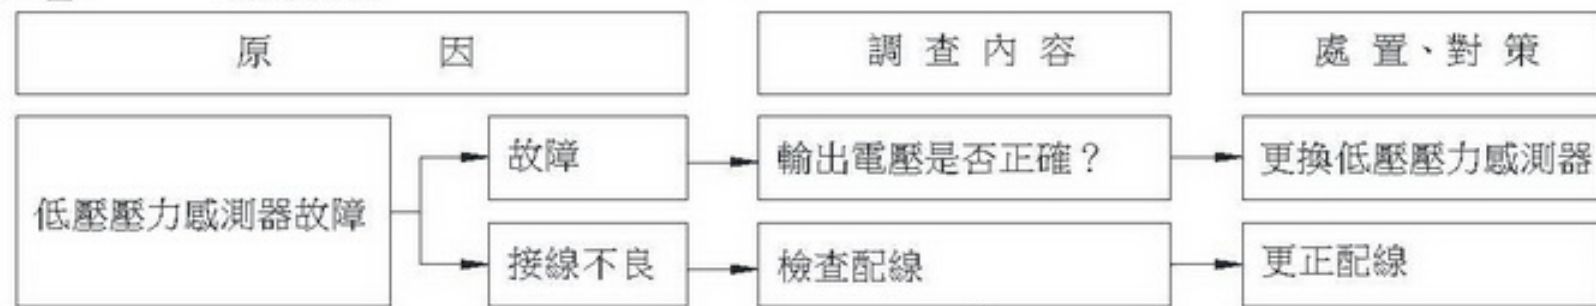 原因 調查內容 處置、對策
故障 輸出電壓是否正確？ 更換低壓壓力感測器
低壓壓力感測器故障
接線不良 檢查配線 更正配線